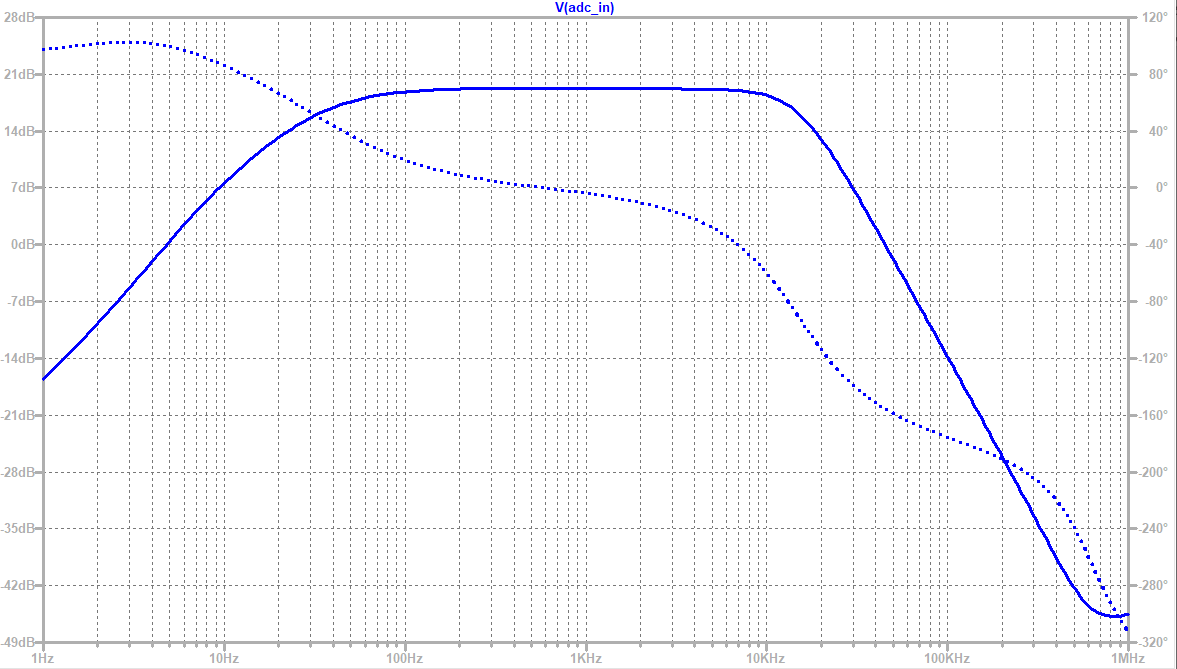 V(adc_in)
28dB 120°
21dB 80°
14dB 40°
7dB 0°
0dB -40°
-7dB -80°
-14dB -120°
-21dB -160°
-28dB -200°
-35dB -240°
-42dB -280°
-49dB -320°
1Hz 10Hz 100Hz 1KHz 10KHz 100KHz 1MHz